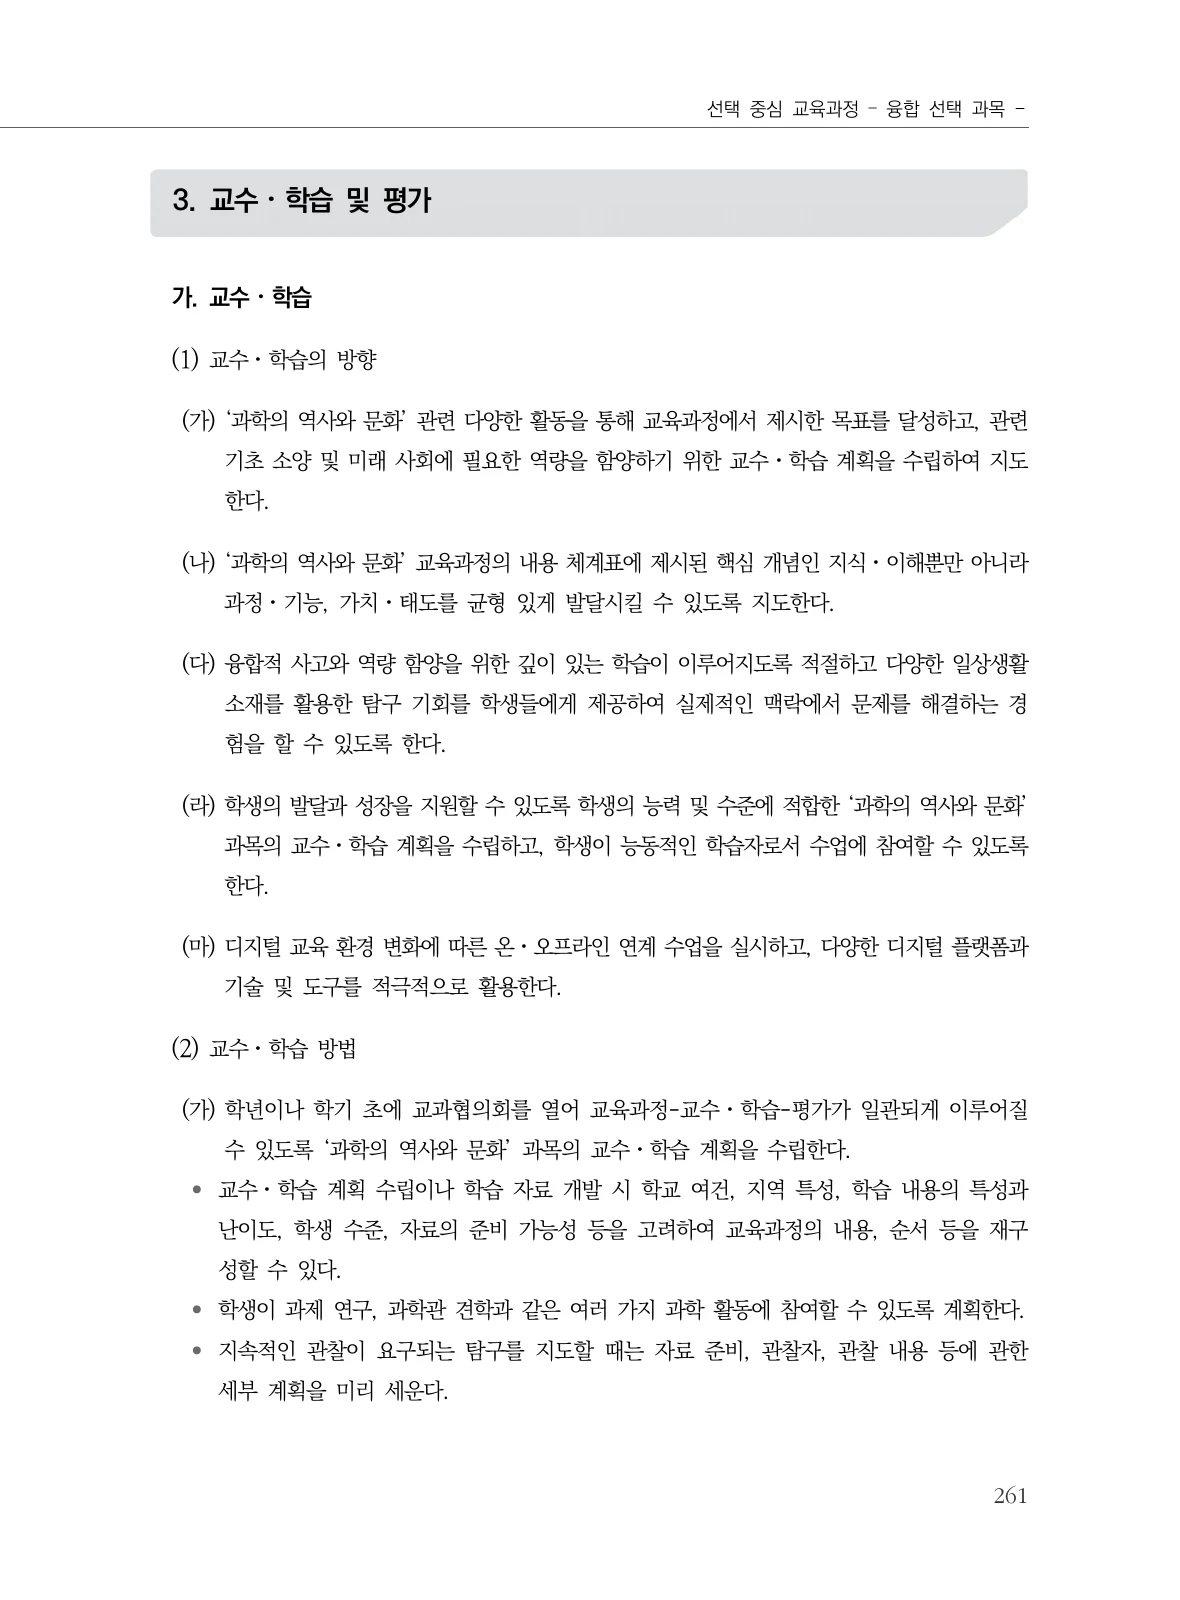 선택 중심 교육과정 - 융합 선택 과목 -
3. 교수·학습 및 평가
가. 교수·학습
(1) 교수·학습의 방향
(가) ‘과학의 역사와 문화’ 관련 다양한 활동을 통해 교육과정에서 제시한 목표를 달성하고, 관련
기초 소양 및 미래 사회에 필요한 역량을 함양하기 위한 교수·학습 계획을 수립하여 지도
한다.
(나) ‘과학의 역사와 문화’ 교육과정의 내용 체계표에 제시된 핵심 개념인 지식·이해뿐만 아니라
과정·기능, 가치·태도를 균형 있게 발달시킬 수 있도록 지도한다.
(다) 융합적 사고와 역량 함양을 위한 깊이 있는 학습이 이루어지도록 적절하고 다양한 일상생활
소재를 활용한 탐구 기회를 학생들에게 제공하여 실제적인 맥락에서 문제를 해결하는 경
험을 할 수 있도록 한다.
(라) 학생의 발달과 성장을 지원할 수 있도록 학생의 능력 및 수준에 적합한 ‘과학의 역사와 문화’
과목의 교수·학습 계획을 수립하고, 학생이 능동적인 학습자로서 수업에 참여할 수 있도록
한다.
(마) 디지털 교육 환경 변화에 따른 온·오프라인 연계 수업을 실시하고, 다양한 디지털 플랫폼과
기술 및 도구를 적극적으로 활용한다.
(2) 교수·학습 방법
(가) 학년이나 학기 초에 교과협의회를 열어 교육과정-교수·학습-평가가 일관되게 이루어질
수 있도록 ‘과학의 역사와 문화’ 과목의 교수·학습 계획을 수립한다.
• 교수·학습 계획 수립이나 학습 자료 개발 시 학교 여건, 지역 특성, 학습 내용의 특성과
난이도, 학생 수준, 자료의 준비 가능성 등을 고려하여 교육과정의 내용, 순서 등을 재구
성할 수 있다.
• 학생이 과제 연구, 과학관 견학과 같은 여러 가지 과학 활동에 참여할 수 있도록 계획한다.
• 지속적인 관찰이 요구되는 탐구를 지도할 때는 자료 준비, 관찰자, 관찰 내용 등에 관한
세부 계획을 미리 세운다.
261